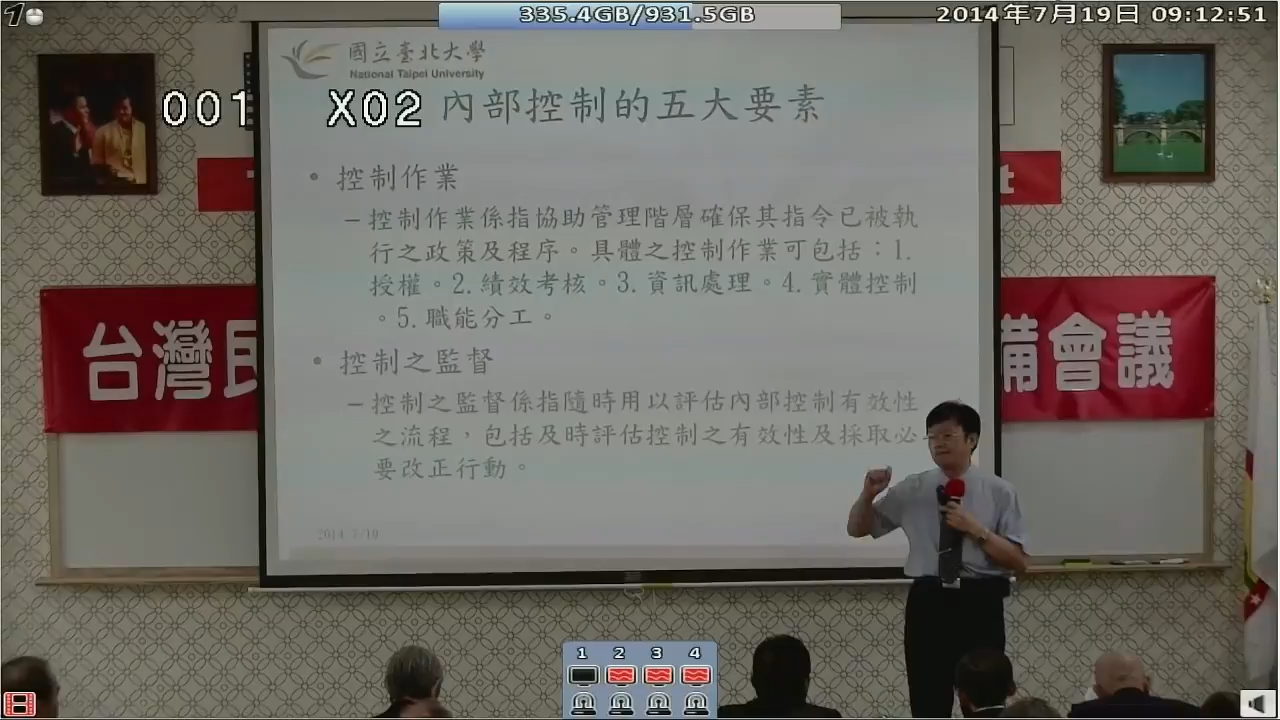 1
335.4GB/931.5GB
2014年7月19日 09:12:51
國立臺北大學
National Taipei University
001 X02
內部控制的五大要素
t
• 控制作業
–控制作業係指協助管理階層確保其指令已被執
行之政策及程序。具體之控制作業可包括：1.
授權。2.績效考核。3.資訊處理。4.實體控制
。5.職能分工。
台灣民
備會議
• 控制之監督
–控制之監督係指隨時用以評估內部控制有效性
之流程，包括及時評估控制之有效性及採取必
要改正行動。
2014/7/19
1 2 3 4